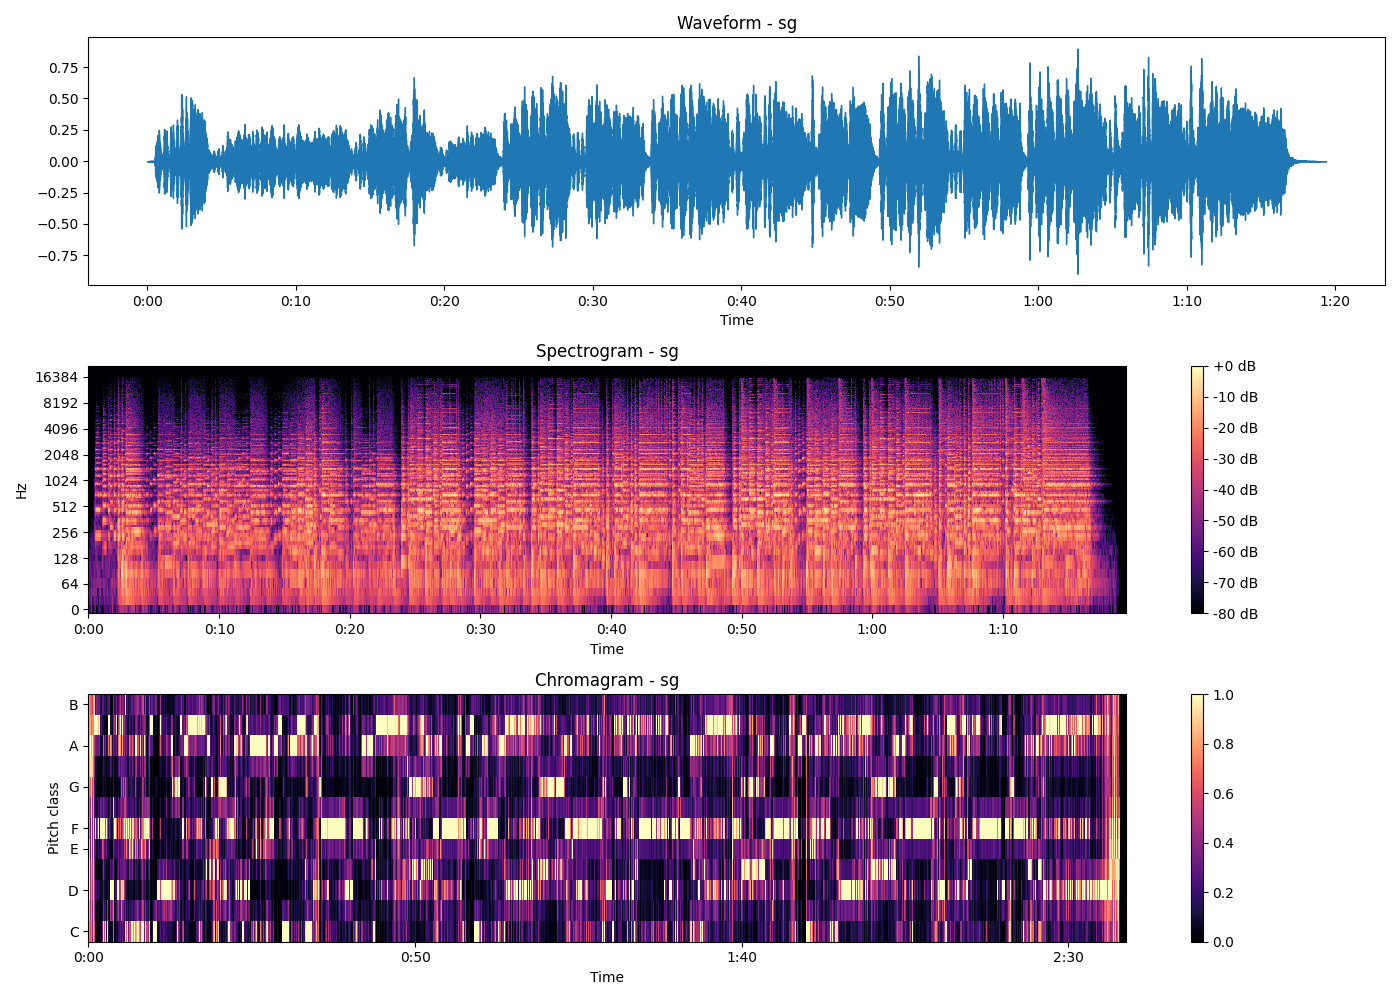 Waveform - sg
0.75
0.50
0.25
0.00
−0.25
−0.50
−0.75
0:00 0:10 0:20 0:30 0:40 0:50 1:00 1:10 1:20
Time
Spectrogram - sg
Hz
16384
8192
4096
2048
1024
512
256
128
64
0
0:00 0:10 0:20 0:30 0:40 0:50 1:00 1:10
Time
+0 dB
-10 dB
-20 dB
-30 dB
-40 dB
-50 dB
-60 dB
-70 dB
-80 dB
Chromagram - sg
Pitch class
B
A
G
F
E
D
C
0:00 0:50 1:40 2:30
Time
1.0
0.8
0.6
0.4
0.2
0.0